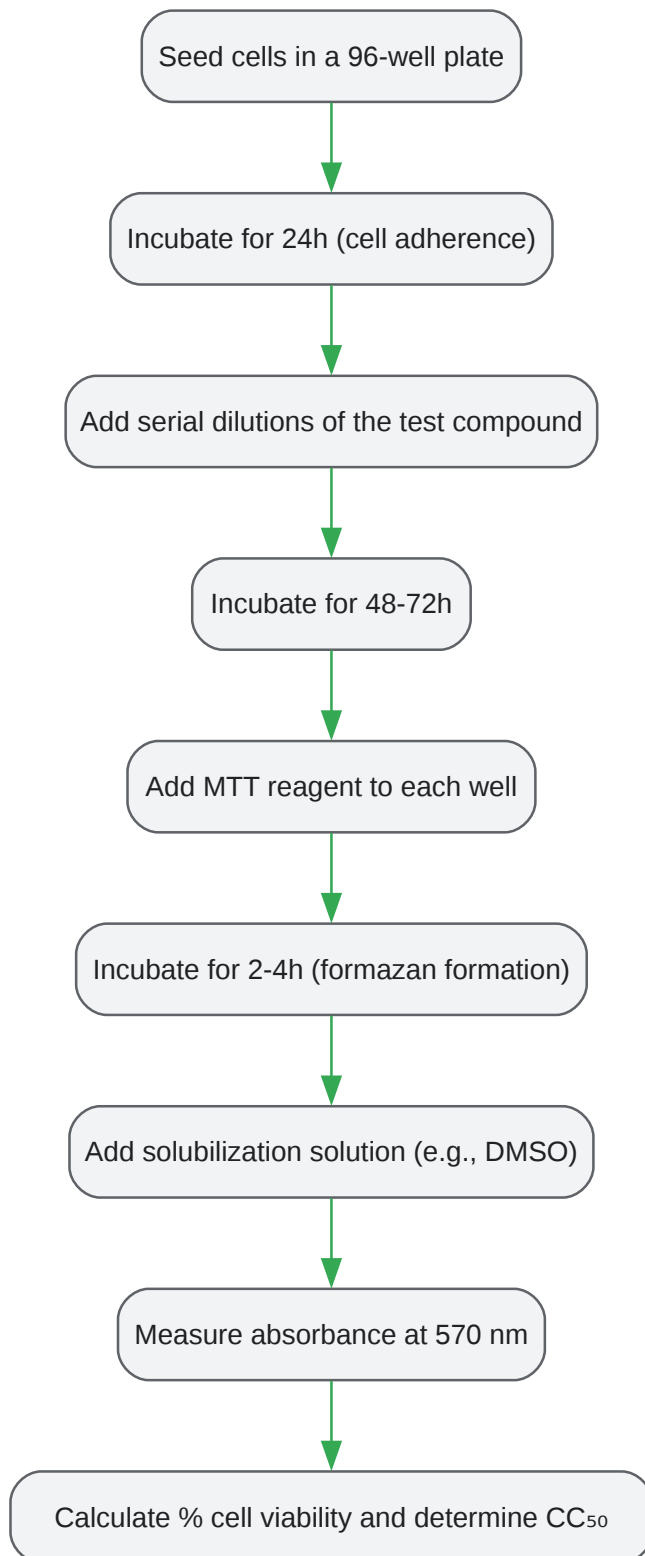 Seed cells in a 96-well plate
Incubate for 24h (cell adherence)
Add serial dilutions of the test compound
Incubate for 48-72h
Add MTT reagent to each well
Incubate for 2-4h (formazan formation)
Add solubilization solution (e.g., DMSO)
Measure absorbance at 570 nm
Calculate % cell viability and determine CC₅₀